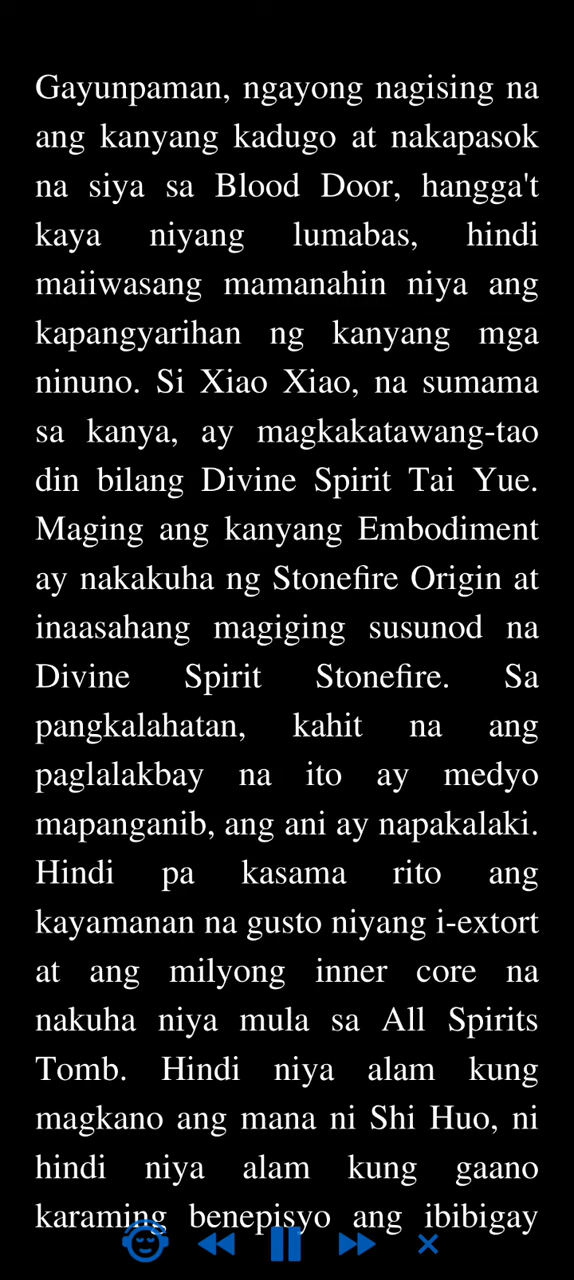 Gayunpaman, ngayong nagising na
ang kanyang kadugo at nakapasok
na siya sa Blood Door, hangga't
kaya niyang lumabas, hindi
maiiwasang mamanahin niya ang
kapangyarihan ng kanyang mga
ninuno. Si Xiao Xiao, na sumama
sa kanya, ay magkakatawang-tao
din bilang Divine Spirit Tai Yue.
Maging ang kanyang Embodiment
ay nakakuha ng Stonefire Origin at
inaasahang magiging susunod na
Divine Spirit Stonefire. Sa
pangkalahatan, kahit na ang
paglalakbay na ito ay medyo
mapanganib, ang ani ay napakalaki.
Hindi pa kasama rito ang
kayamanan na gusto niyang i-extort
at ang milyong inner core na
nakuha niya mula sa All Spirits
Tomb. Hindi niya alam kung
magkano ang mana ni Shi Huo, ni
hindi niya alam kung gaano
karaming benepisyo ang ibibigay